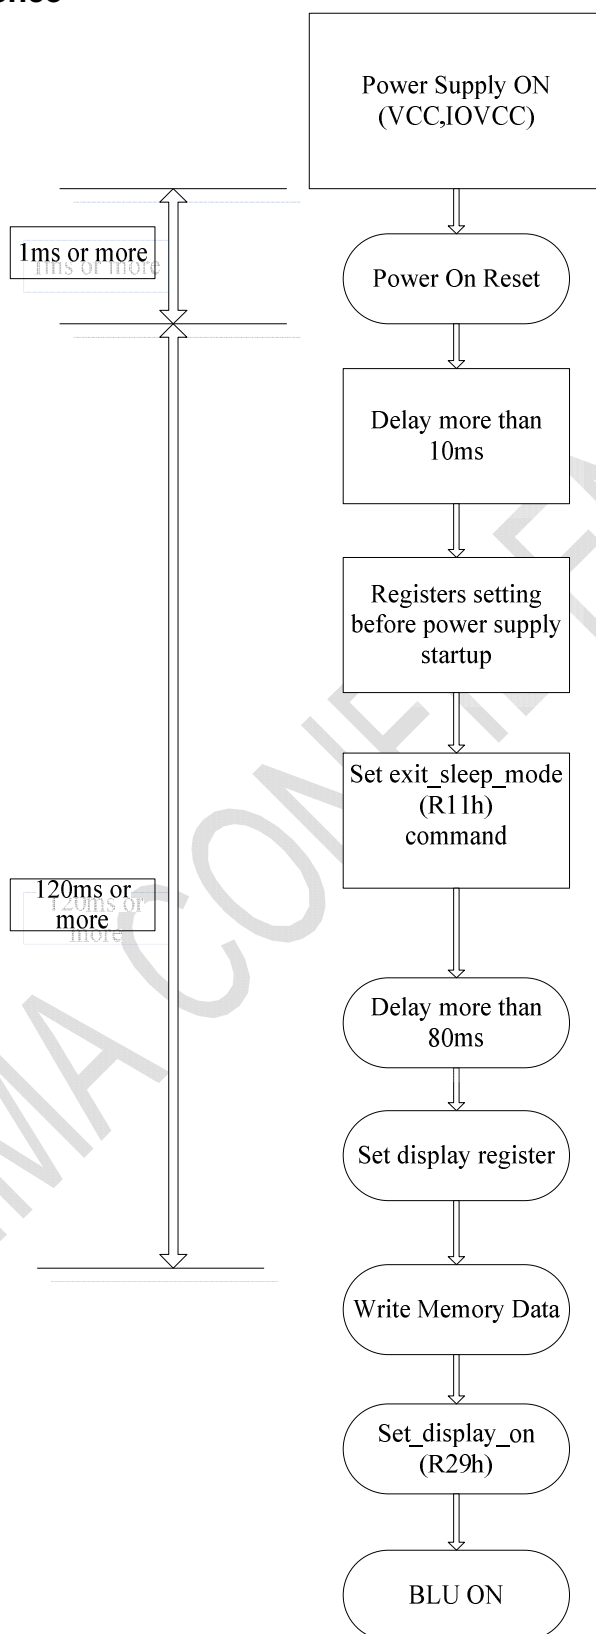 Power Supply ON
(VCC,IOVCC)
1ms or more
Power On Reset
Delay more than
10ms
Registers setting
before power supply
startup
Set exit_sleep_mode
(R11h)
command
120ms or
more
Delay more than
80ms
Set display register
Write Memory Data
Set_display_on
(R29h)
BLU ON